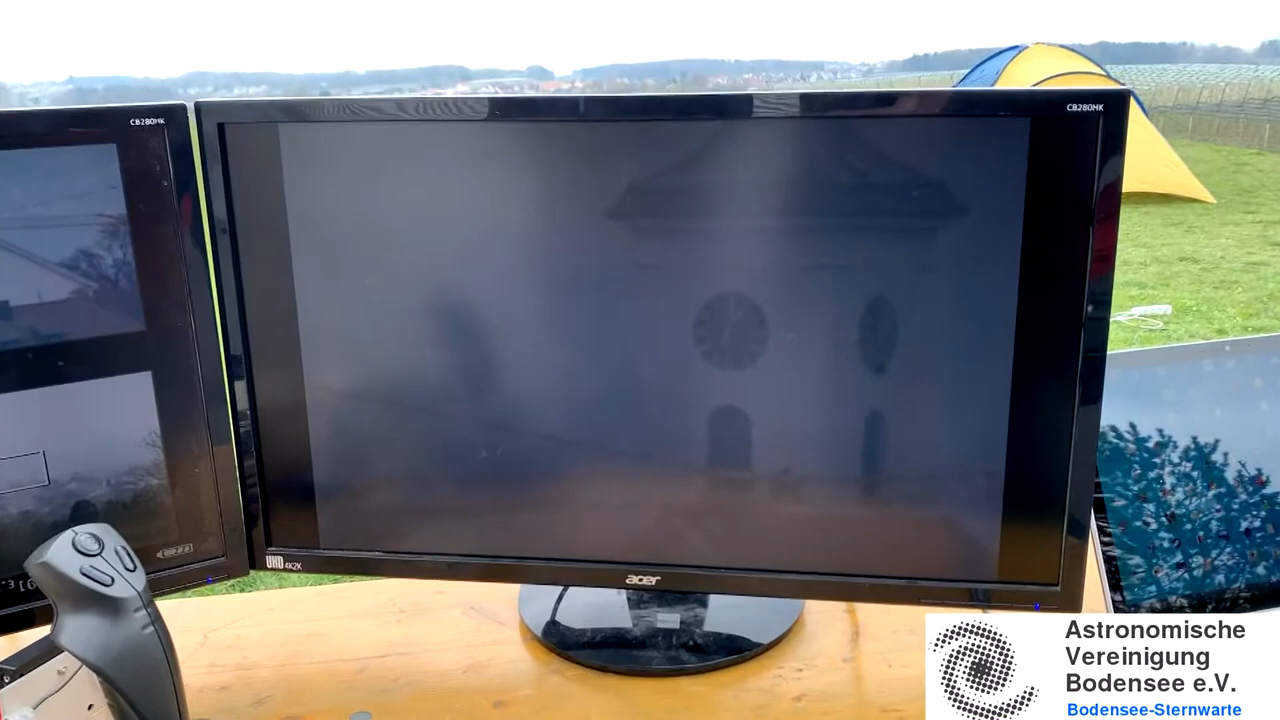 CB280HK
CB280HK
UHD 4K2K
acer
Astronomische
Vereinigung
Bodensee e.V.
Bodensee-Sternwarte